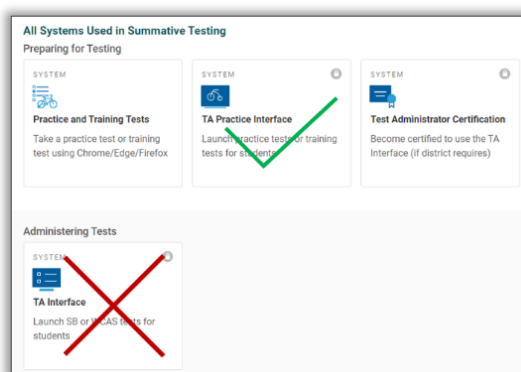 All Systems Used in Summative Testing
Preparing for Testing
SYSTEM
Practice and Training Tests
Take a practice test or training
test using Chrome/Edge/Firefox
SYSTEM
TA Practice Interface
Launch practice tests or training
tests for students
SYSTEM
Test Administrator Certification
Become certified to use the TA
Interface (if district requires)
Administering Tests
SYSTEM
TA Interface
Launch SB or WCAS tests for
students